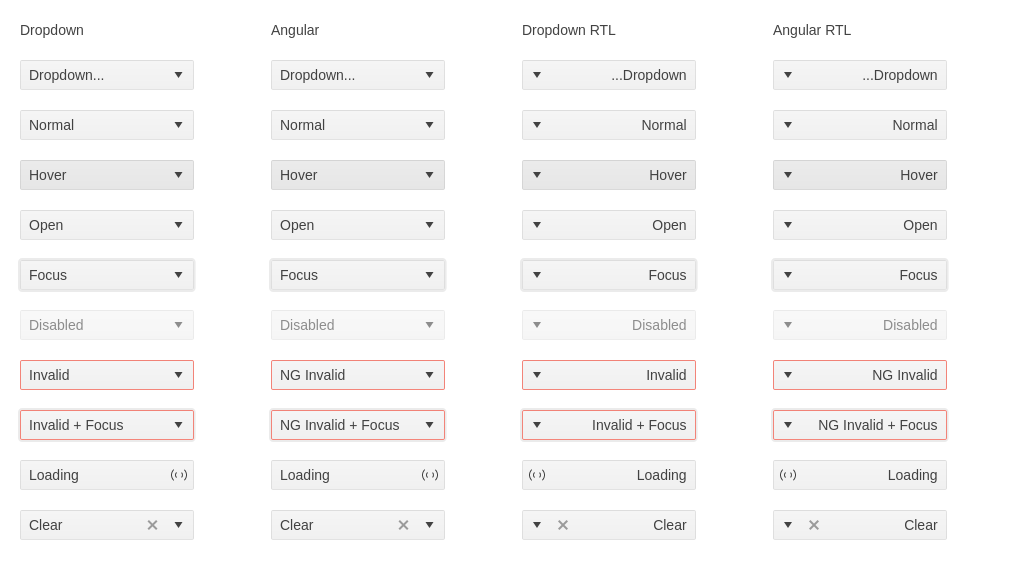 Dropdown Angular Dropdown RTL Angular RTL
Dropdown... Dropdown... ...Dropdown ...Dropdown
Normal Normal Normal Normal
Hover Hover Hover Hover
Open Open Open Open
Focus Focus Focus Focus
Disabled Disabled Disabled Disabled
Invalid NG Invalid Invalid NG Invalid
Invalid + Focus NG Invalid + Focus Invalid + Focus NG Invalid + Focus
Loading Loading Loading Loading
Clear Clear Clear Clear